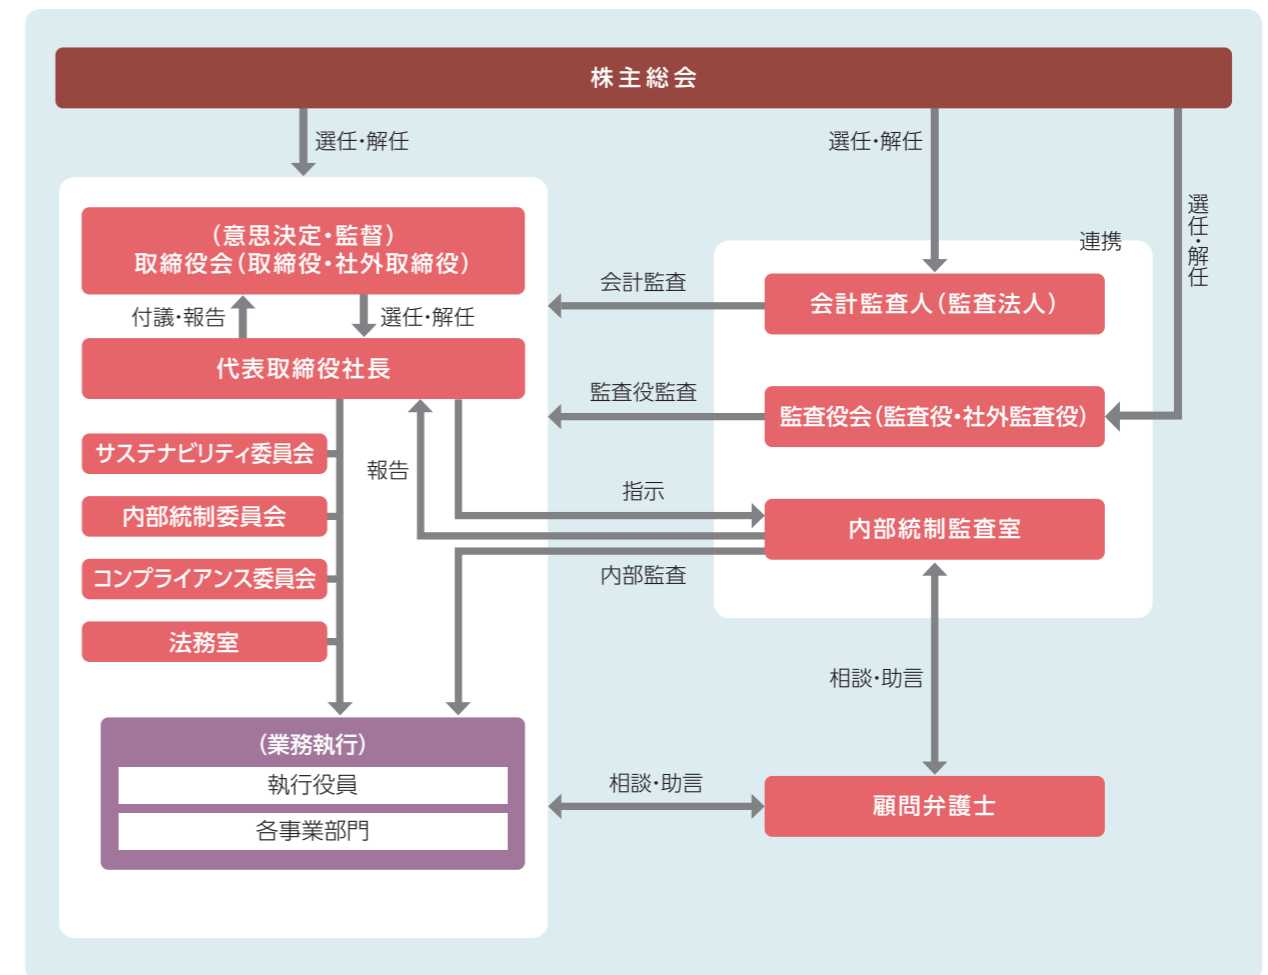 株主総会
選任・解任
選任・解任
選任・解任
(意思決定・監督)
取締役会(取締役・社外取締役)
付議・報告
選任・解任
代表取締役社長
サステナビリティ委員会
内部統制委員会
コンプライアンス委員会
法務室
(業務執行)
執行役員
各事業部門
会計監査
監査役監査
報告
指示
内部監査
連携
会計監査人(監査法人)
監査役会(監査役・社外監査役)
内部統制監査室
相談・助言
相談・助言
顧問弁護士